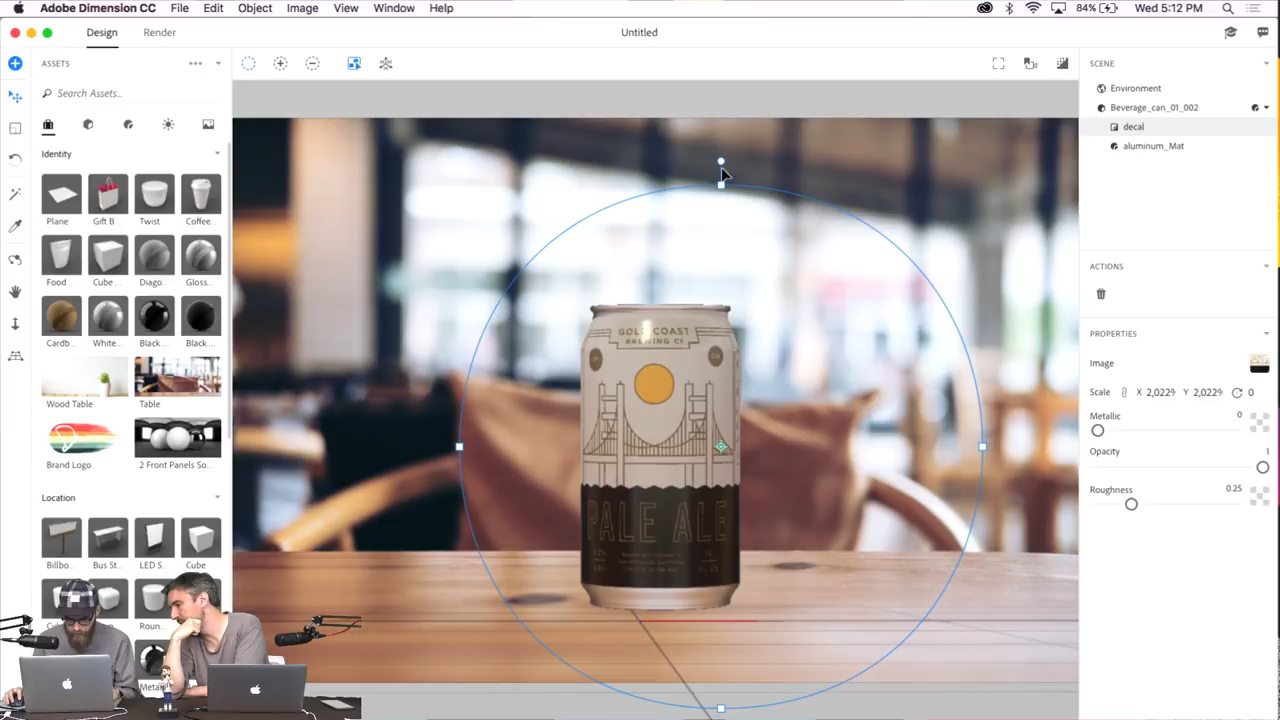 Adobe Dimension CC File Edit Object Image View Window Help 84% Wed 5:12 PM
Design Render Untitled
ASSETS
Search Assets...
Identity
Plane Gift B... Twist Coffee...
Food ... Cube ... Diago... Gloss...
Cardb... White... Black ... Black ...
Wood Table Table
Brand Logo 2 Front Panels So...
Location
Billbo... Bus St... LED S... Cube
Roun...
Metal
GOLD COAST
BREWING Co
PALE ALE
SCENE
Environment
Beverage_can_01_002
decal
aluminum_Mat
ACTIONS
PROPERTIES
Image
Scale X 2,022% Y 2,022% 0
Metallic 0
Opacity 1
Roughness 0.25